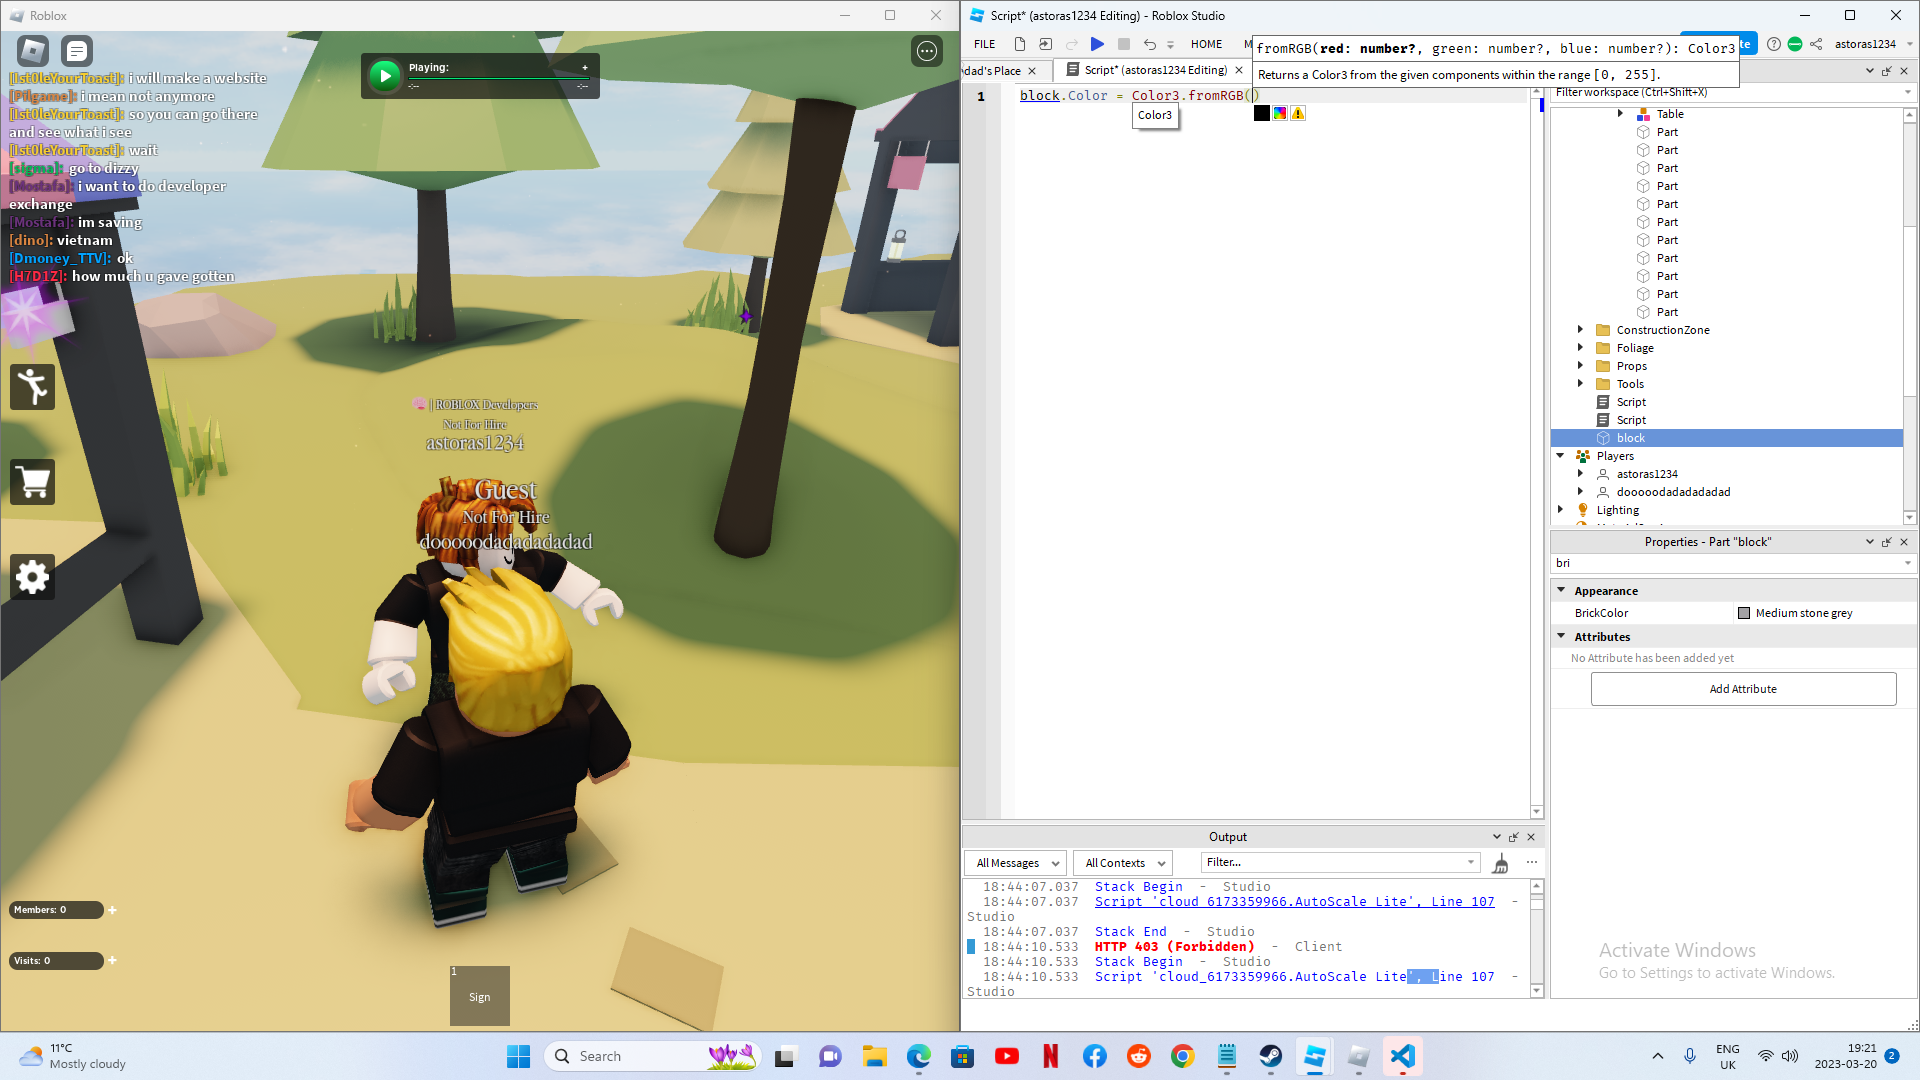 Roblox
[Ist0leYourToast]: i will make a website
[Pilgame]: i mean not anymore
[Ist0leYourToast]: so you can go there
and see what i see
[Ist0leYourToast]: wait
[sigma]: go to dizzy
[Mostafa]: i want to do developer
exchange
[Mostafa]: im saving
[dino]: vietnam
[Dmoney_TTV]: ok
[H7D1Z]: how much u gave gotten
Playing:
+
-:--
-:--
| ROBLOX Developers
Not For Hire
astoras1234
Guest
Not For Hire
dooooodadadadadad
Members: 0 +
Visits: 0 +
1
Sign
Script* (astoras1234 Editing) - Roblox Studio
FILE
HOME
M
te
astoras1234
dad's Place
Script* (astoras1234 Editing)
fromRGB(red: number?, green: number?, blue: number?): Color3
Returns a Color3 from the given components within the range [0, 255].
1
block.Color = Color3.fromRGB()
Color3
Filter workspace (Ctrl+Shift+X)
Table
Part
Part
Part
Part
Part
Part
Part
Part
Part
Part
Part
ConstructionZone
Foliage
Props
Tools
Script
Script
block
Players
astoras1234
dooooodadadadadad
Lighting
Properties - Part "block"
bri
Appearance
BrickColor
Medium stone grey
Attributes
No Attribute has been added yet
Add Attribute
Output
All Messages
All Contexts
Filter...
18:44:07.037 Stack Begin - Studio
18:44:07.037 Script 'cloud_6173359966.AutoScale Lite', Line 107 -
Studio
18:44:07.037 Stack End - Studio
18:44:10.533 HTTP 403 (Forbidden) - Client
18:44:10.533 Stack Begin - Studio
18:44:10.533 Script 'cloud_6173359966.AutoScale Lite', Line 107 -
Studio
Activate Windows
Go to Settings to activate Windows.
11°C
Mostly cloudy
Search
ENG
UK
19:21
2023-03-20
2